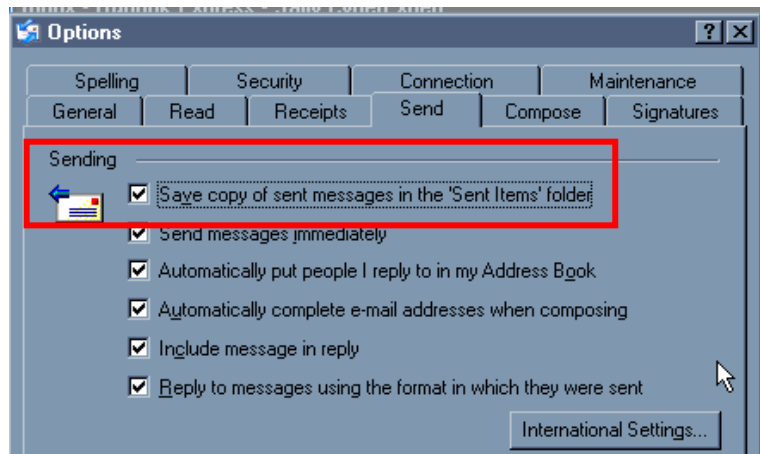 Options
Spelling Security Connection Maintenance
General Read Receipts Send Compose Signatures
Sending
Save copy of sent messages in the 'Sent Items' folder
Send messages immediately
Automatically put people I reply to in my Address Book
Automatically complete e-mail addresses when composing
Include message in reply
Reply to messages using the format in which they were sent
International Settings...